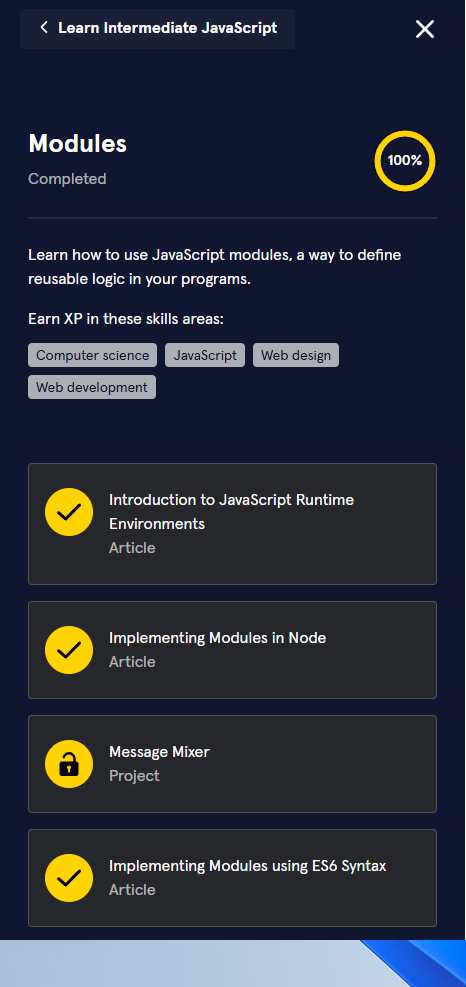 Learn Intermediate JavaScript
Modules
100%
Completed
Learn how to use JavaScript modules, a way to define
reusable logic in your programs.
Earn XP in these skills areas:
Computer science JavaScript Web design
Web development
Introduction to JavaScript Runtime
Environments
Article
Implementing Modules in Node
Article
Message Mixer
Project
Implementing Modules using ES6 Syntax
Article